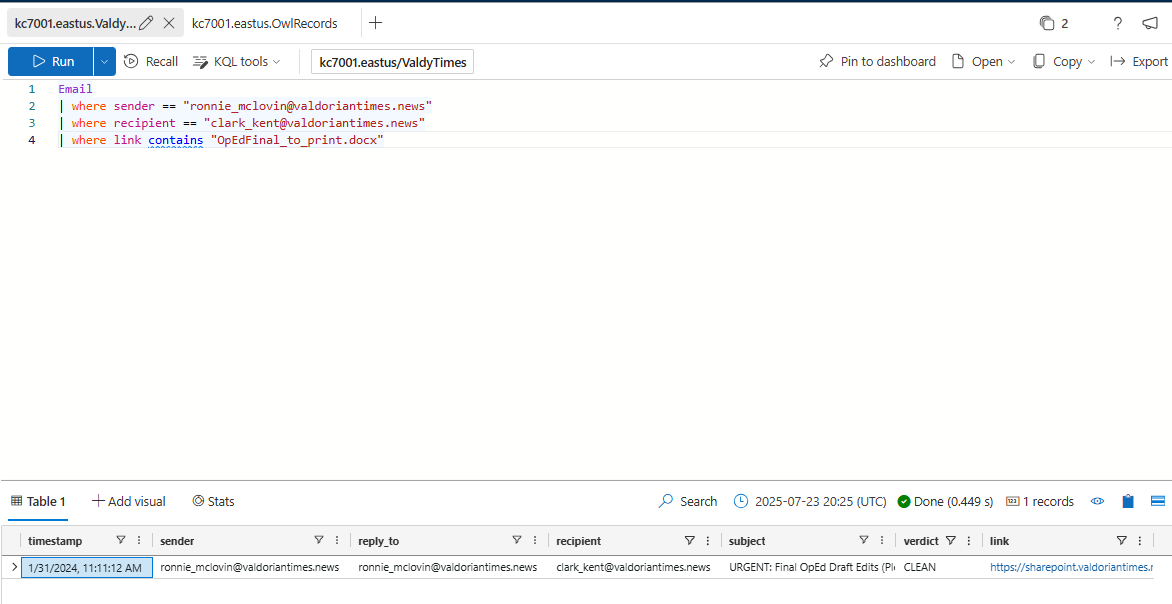 kc7001.eastus.Valdy...
kc7001.eastus.OwlRecords
2
?
Run
Recall
KQL tools
kc7001.eastus/ValdyTimes
Pin to dashboard
Open
Copy
Export
1 Email
2 | where sender == "ronnie_mclovin@valdoriantimes.news"
3 | where recipient == "clark_kent@valdoriantimes.news"
4 | where link contains "OpEdFinal_to_print.docx"
Table 1
Add visual
Stats
Search
2025-07-23 20:25 (UTC)
Done (0.449 s)
1 records
timestamp sender reply_to recipient subject verdict link
1/31/2024, 11:11:12 AM ronnie_mclovin@valdoriantimes.news ronnie_mclovin@valdoriantimes.news clark_kent@valdoriantimes.news URGENT: Final OpEd Draft Edits (Pl CLEAN https://sharepoint.valdoriantimes.r